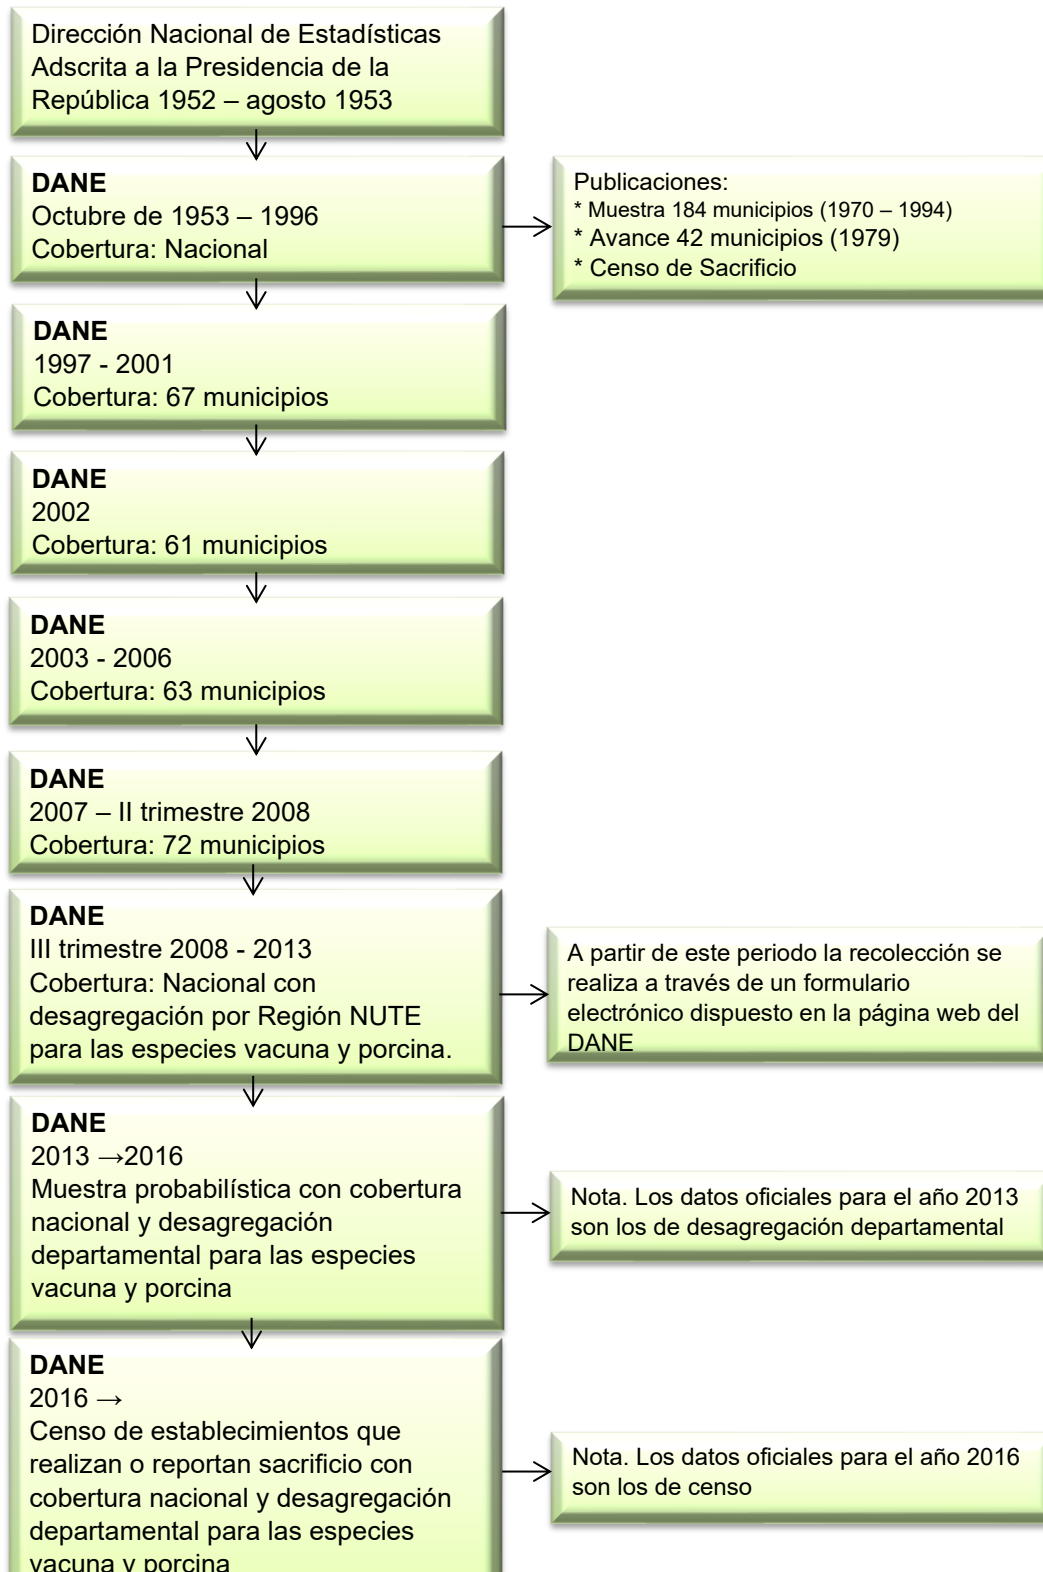 Dirección Nacional de Estadísticas
Adscrita a la Presidencia de la
República 1952 – agosto 1953
DANE
Octubre de 1953 – 1996
Cobertura: Nacional
Publicaciones:
* Muestra 184 municipios (1970 – 1994)
* Avance 42 municipios (1979)
* Censo de Sacrificio
DANE
1997 - 2001
Cobertura: 67 municipios
DANE
2002
Cobertura: 61 municipios
DANE
2003 - 2006
Cobertura: 63 municipios
DANE
2007 – II trimestre 2008
Cobertura: 72 municipios
DANE
III trimestre 2008 - 2013
Cobertura: Nacional con
desagregación por Región NUTE
para las especies vacuna y porcina.
A partir de este periodo la recolección se
realiza a través de un formulario
electrónico dispuesto en la página web del
DANE
DANE
2013 →2016
Muestra probabilística con cobertura
nacional y desagregación
departamental para las especies
vacuna y porcina
Nota. Los datos oficiales para el año 2013
son los de desagregación departamental
DANE
2016 →
Censo de establecimientos que
realizan o reportan sacrificio con
cobertura nacional y desagregación
departamental para las especies
vacuna y porcina
Nota. Los datos oficiales para el año 2016
son los de censo